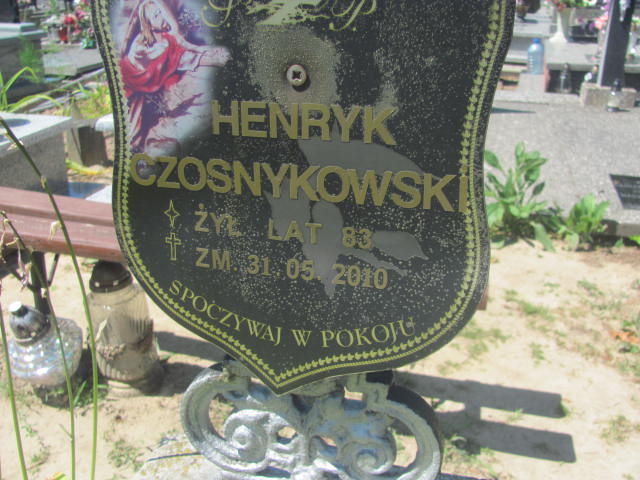 Ś P
HENRYK
CZOSNYKOWSKI
ŻYŁ LAT 83
ZM. 31.05.2010
SPOCZYWAJ W POKOJU